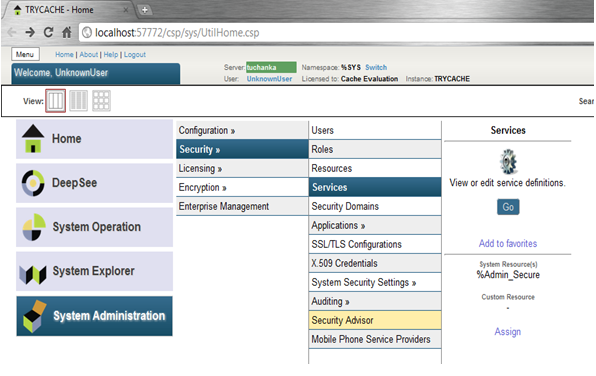 TRYCACHE - Home
localhost:57772/csp/sys/UtilHome.csp
Menu Home | About | Help | Logout
Welcome, UnknownUser
Server: tuchanka Namespace: %SYS Switch
User: UnknownUser Licensed to: Cache Evaluation Instance: TRYCACHE
View: Sear
Home
DeepSee
System Operation
System Explorer
System Administration
Configuration »
Security »
Licensing »
Encryption »
Enterprise Management
Users
Roles
Resources
Services
Security Domains
Applications »
SSL/TLS Configurations
X.509 Credentials
System Security Settings »
Auditing »
Security Advisor
Mobile Phone Service Providers
Services
View or edit service definitions.
Go
Add to favorites
System Resource(s)
%Admin_Secure
Custom Resource
-
Assign